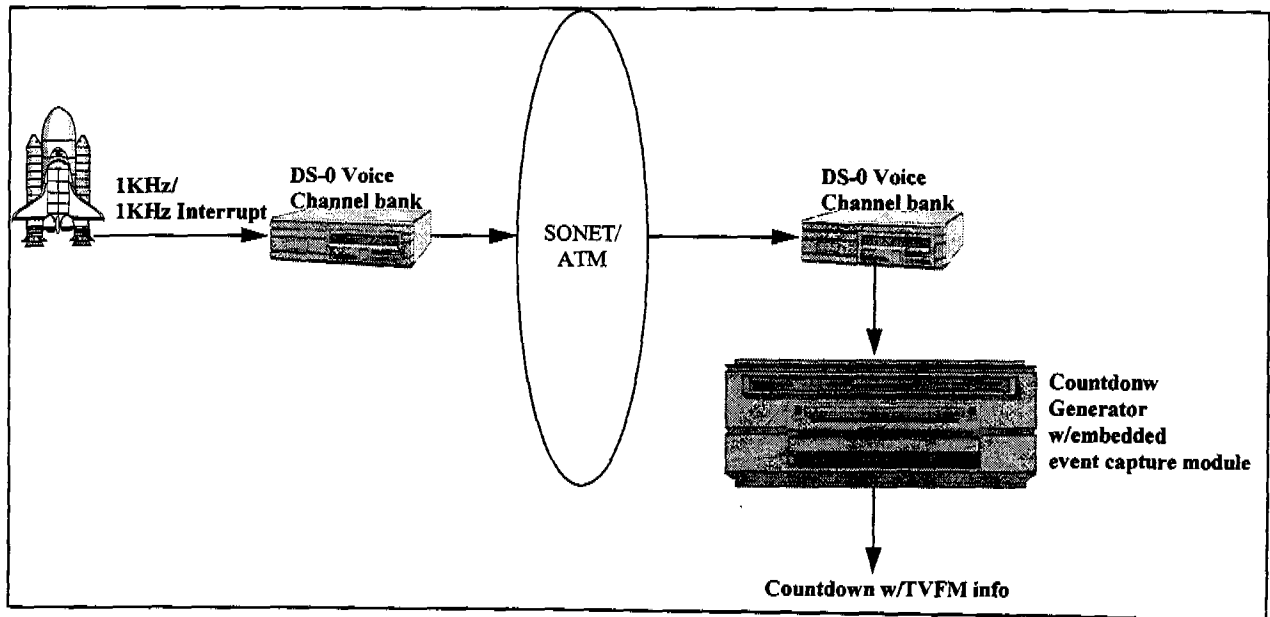 1KHz/
1KHz Interrupt
DS-0 Voice
Channel bank
SONET/
ATM
DS-0 Voice
Channel bank
Countdonw
Generator
w/embedded
event capture module
Countdown w/TVFM info